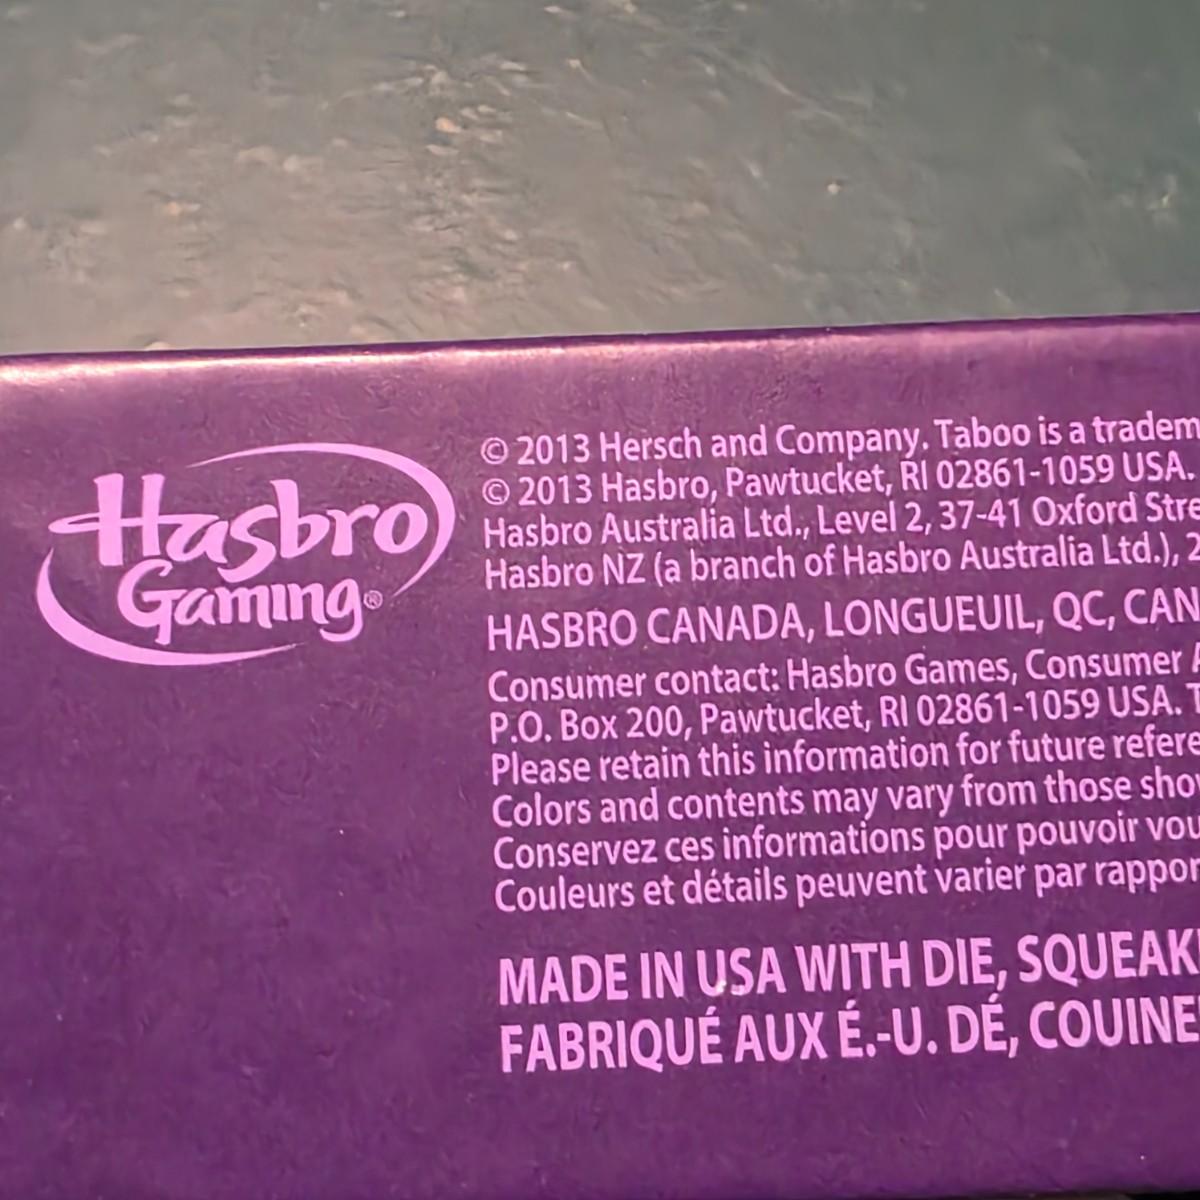 Hasbro
Gaming®
© 2013 Hersch and Company. Taboo is a tradem
© 2013 Hasbro, Pawtucket, RI 02861-1059 USA.
Hasbro Australia Ltd., Level 2, 37-41 Oxford Stre
Hasbro NZ (a branch of Hasbro Australia Ltd.), 2
HASBRO CANADA, LONGUEUIL, QC, CAN
Consumer contact: Hasbro Games, Consumer A
P.O. Box 200, Pawtucket, RI 02861-1059 USA. T
Please retain this information for future refere
Colors and contents may vary from those sho
Conservez ces informations pour pouvoir vou
Couleurs et détails peuvent varier par rappor
MADE IN USA WITH DIE, SQUEAK
FABRIQUÉ AUX É.-U. DÉ, COUINE